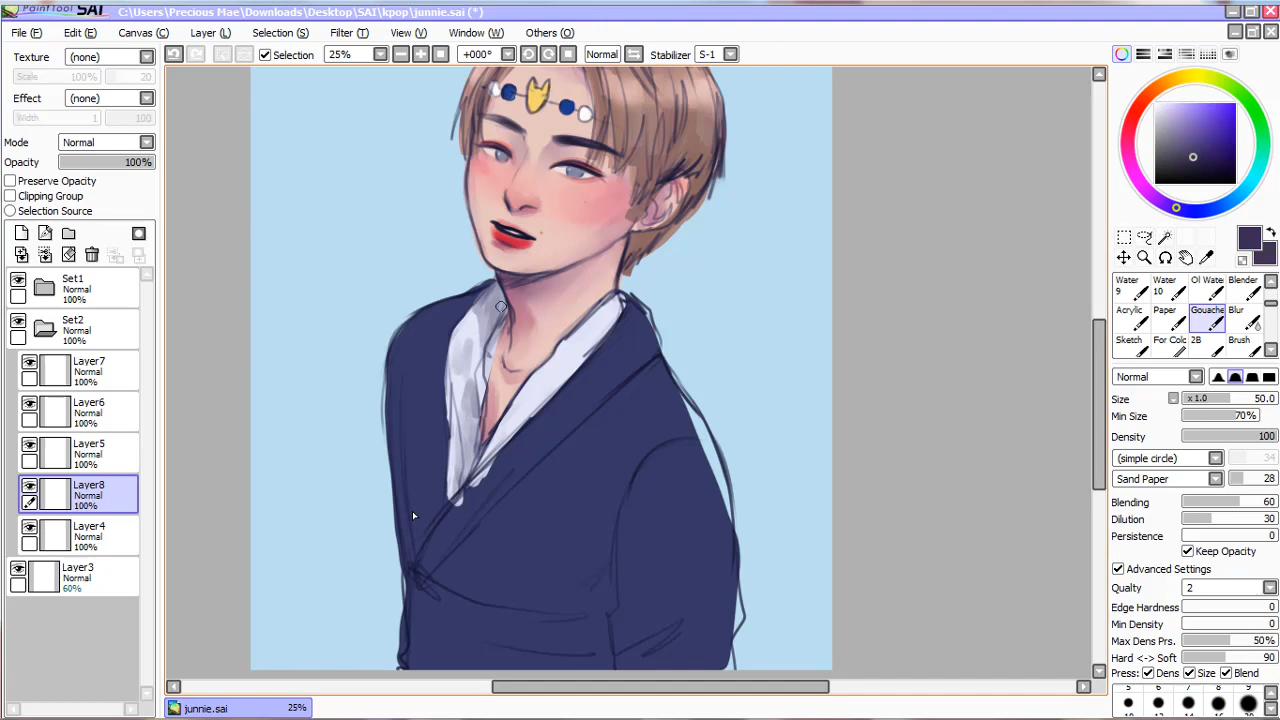 PaintTool SAI C:\Users\Precious Mae\Downloads\Desktop\SAI\kpop\junnie.sai (*)
File (F) Edit (E) Canvas (C) Layer (L) Selection (S) Filter (T) View (V) Window (W) Others (O)
Texture (none)
Scale 100% 20
Effect (none)
Width 1 100
Mode Normal
Opacity 100%
Preserve Opacity
Clipping Group
Selection Source
Selection 25% +000° Normal Stabilizer S-1
Set1
Normal
100%
Set2
Normal
100%
Layer7
Normal
100%
Layer6
Normal
100%
Layer5
Normal
100%
Layer8
Normal
100%
Layer4
Normal
100%
Layer3
Normal
60%
Water 9 Water 10 Oil Wate Blender
Acrylic Paper Gouache Blur
Sketch For Colo 2B Brush
Normal
Size x 1.0 50.0
Min Size 70%
Density 100
(simple circle) 34
Sand Paper 28
Blending 60
Dilution 30
Persistence 0
Keep Opacity
Advanced Settings
Qualty 2
Edge Hardness 0
Min Density 0
Max Dens Prs. 50%
Hard <-> Soft 90
Press: Dens Size Blend
5 6 7 8 9
junnie.sai 25%